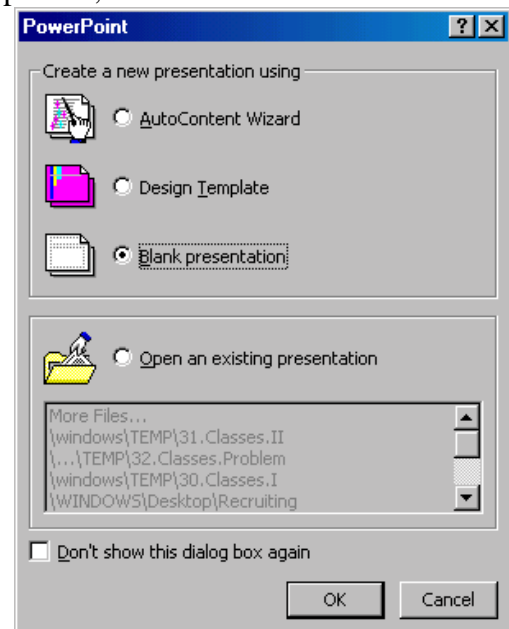 PowerPoint
Create a new presentation using
AutoContent Wizard
Design Template
Blank presentation
Open an existing presentation
More Files...
\windows\TEMP\31.Classes.II
\...\TEMP\32.Classes.Problem
\windows\TEMP\30.Classes.I
\WINDOWS\Desktop\Recruiting
Don't show this dialog box again
OK Cancel